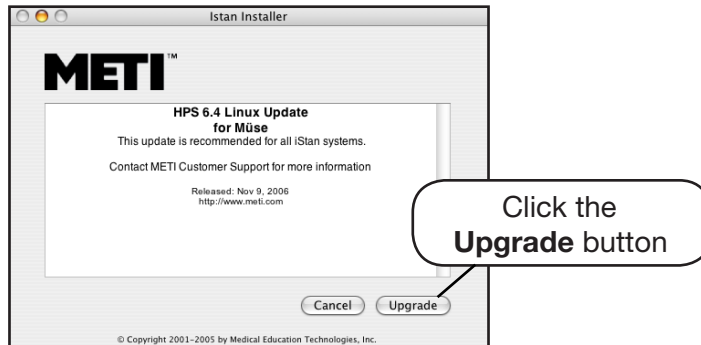 Istan Installer
METI™
HPS 6.4 Linux Update
for Müse
This update is recommended for all iStan systems.
Contact METI Customer Support for more information
Released: Nov 9, 2006
http://www.meti.com
Click the
Upgrade button
Cancel
Upgrade
© Copyright 2001–2005 by Medical Education Technologies, Inc.